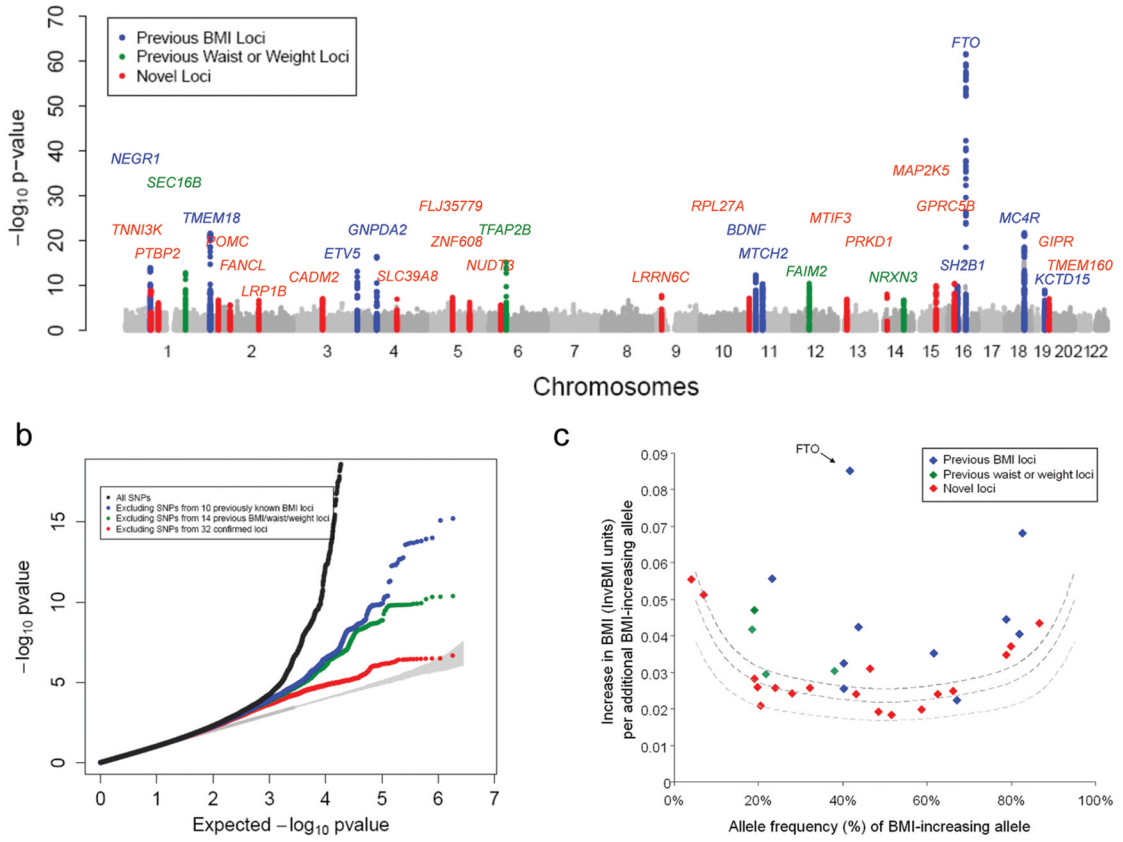 70
60
50
40
30
20
10
0
−log10 p−value
Previous BMI Loci
Previous Waist or Weight Loci
Novel Loci
FTO
NEGR1
SEC16B
MAP2K5
TNNI3K
TMEM18
FLJ35779
RPL27A
GPRC5B
PTBP2
POMC
GNPDA2
TFAP2B
BDNF
MTIF3
MC4R
FANCL
ETV5
ZNF608
MTCH2
PRKD1
GIPR
LRP1B
CADM2
SLC39A8
NUDT3
LRRN6C
FAIM2
NRXN3
SH2B1
TMEM160
KCTD15
1 2 3 4 5 6 7 8 9 10 11 12 13 14 15 16 17 18 19 20 21 22
Chromosomes
b
15
10
5
0
−log10 pvalue
All SNPs
Excluding SNPs from 10 previously known BMI loci
Excluding SNPs from 14 previous BMI/waist/weight loci
Excluding SNPs from 32 confirmed loci
0 1 2 3 4 5 6 7
Expected −log10 pvalue
c
0.09
0.08
0.07
0.06
0.05
0.04
0.03
0.02
0.01
0
Increase in BMI (InvBMI units)
per additional BMI-increasing allele
FTO
Previous BMI loci
Previous waist or weight loci
Novel loci
0% 20% 40% 60% 80% 100%
Allele frequency (%) of BMI-increasing allele